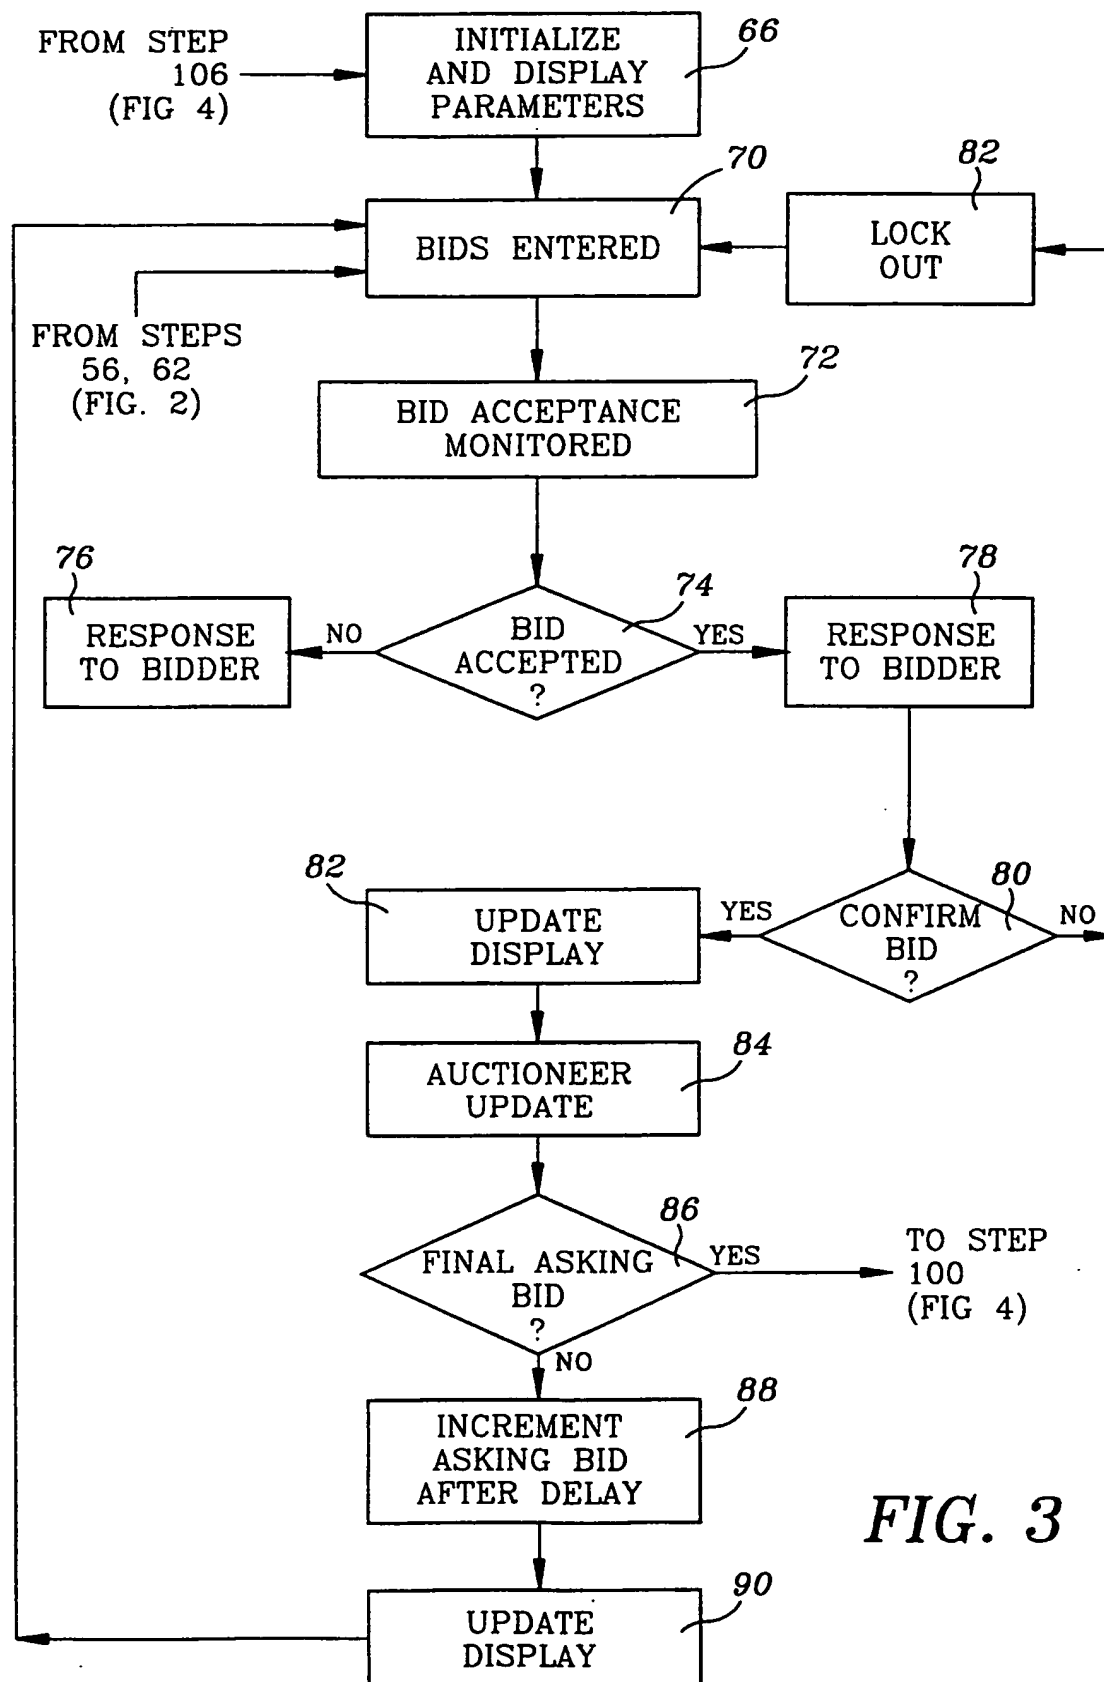 FROM STEP
106
(FIG 4)
INITIALIZE
AND DISPLAY
PARAMETERS
66
70
BIDS ENTERED
82
LOCK
OUT
FROM STEPS
56, 62
(FIG. 2)
72
BID ACCEPTANCE
MONITORED
76
RESPONSE
TO BIDDER
NO
74
BID
ACCEPTED
?
YES
78
RESPONSE
TO BIDDER
82
UPDATE
DISPLAY
YES
80
CONFIRM
BID
?
NO
84
AUCTIONEER
UPDATE
86
FINAL ASKING
BID
?
YES
TO STEP
100
(FIG 4)
NO
88
INCREMENT
ASKING BID
AFTER DELAY
FIG. 3
90
UPDATE
DISPLAY